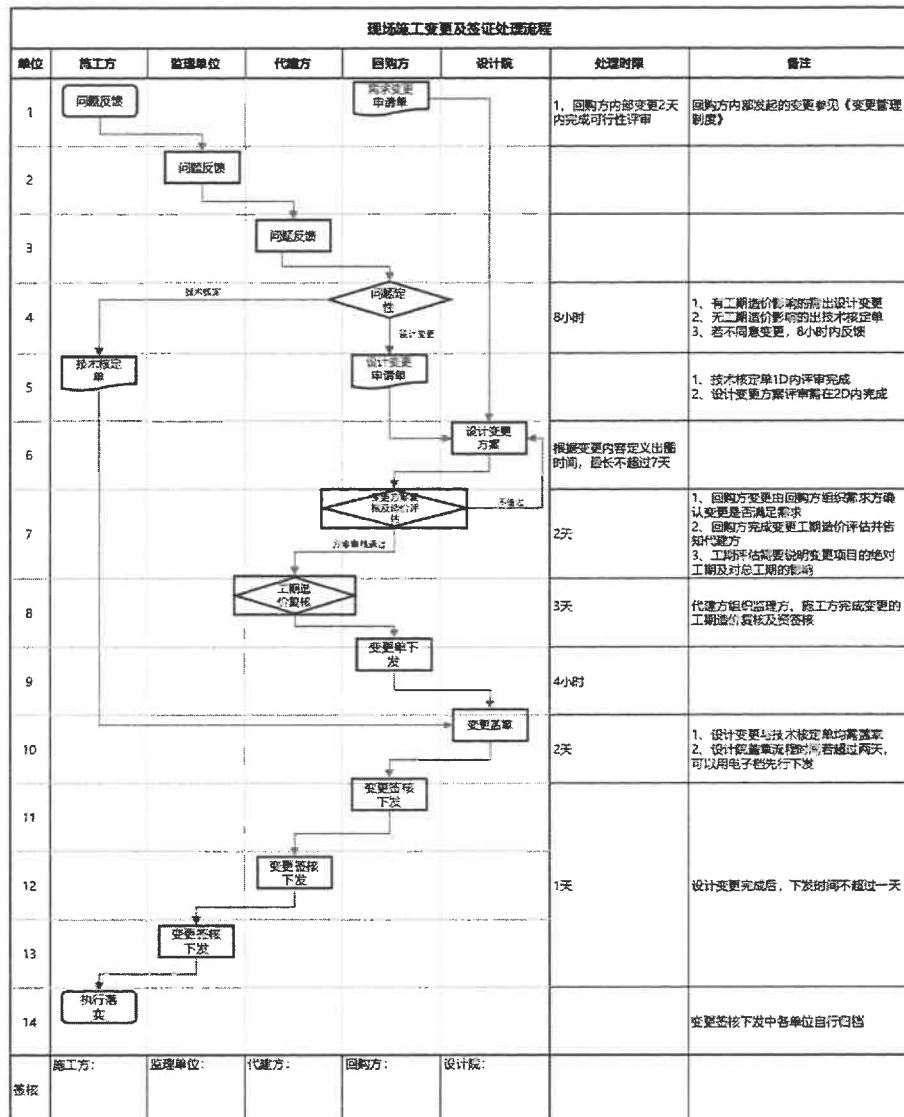 现场施工变更及签证处理流程
单位 施工方 监理单位 代建方 回购方 设计院 处理时限 备注
1
问题反馈
需求变更
申请单
1，回购方内部变更2天
内完成可行性评审
回购方内部发起的变更参见《变更管理
制度》
2
问题反馈
3
问题反馈
4
技术核定
问题定
性
设计变更
8小时
1、有工期造价影响的需出设计变更
2、无工期造价影响的出技术核定单
3、若不同意变更，8小时内反馈
5
技术核定
单
设计变更
申请单
1、技术核定单1D内评审完成
2、设计变更方案评审需在2D内完成
6
设计变更
方案
根据变更内容定义出图
时间，最长不超过7天
7
变更方案审
核及造价评
估
不通过
方案审核通过
2天
1、回购方变更由回购方组织需求方确
认变更是否满足需求
2、回购方完成变更工期造价评估并告
知代建方
3、工期评估需要说明变更项目的绝对
工期及对总工期的影响
8
工期造
价复核
3天
代建方组织监理方、施工方完成变更的
工期造价复核及资签核
9
变更单下
发
4小时
10
变更盖章
2天
1、设计变更与技术核定单均需盖章
2、设计院盖章流程时间若超过两天，
可以用电子档先行下发
11
变更签核
下发
12
变更签核
下发
1天
设计变更完成后，下发时间不超过一天
13
变更签核
下发
14
执行落
实
变更签核下发中各单位自行归档
签核
施工方： 监理单位： 代建方： 回购方： 设计院：